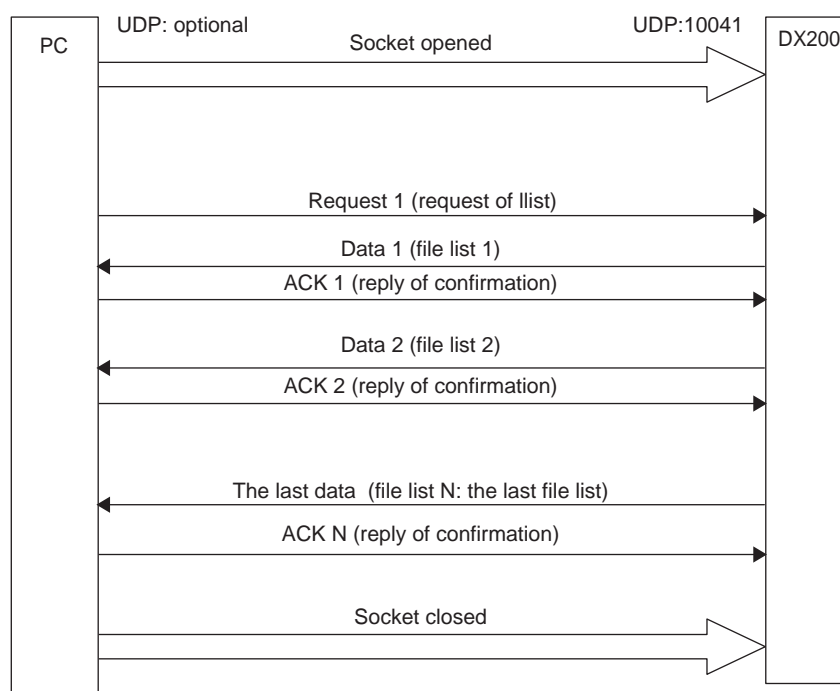 UDP: optional
UDP:10041
PC
DX200
Socket opened
Request 1 (request of llist)
Data 1 (file list 1)
ACK 1 (reply of confirmation)
Data 2 (file list 2)
ACK 2 (reply of confirmation)
The last data (file list N: the last file list)
ACK N (reply of confirmation)
Socket closed